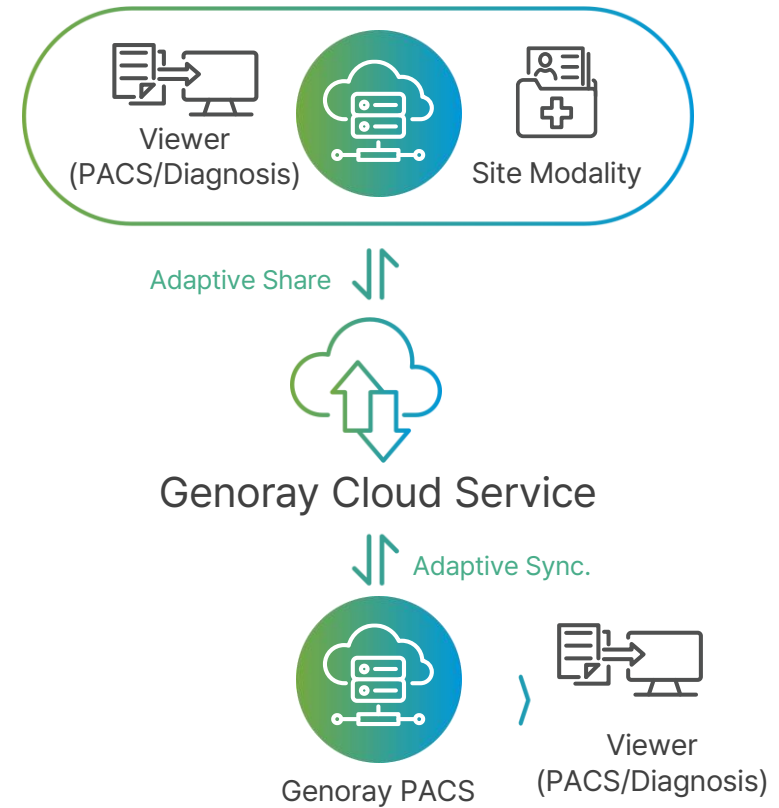 Viewer
(PACS/Diagnosis)
Site Modality
Adaptive Share
Genoray Cloud Service
Adaptive Sync.
Genoray PACS
Viewer
(PACS/Diagnosis)